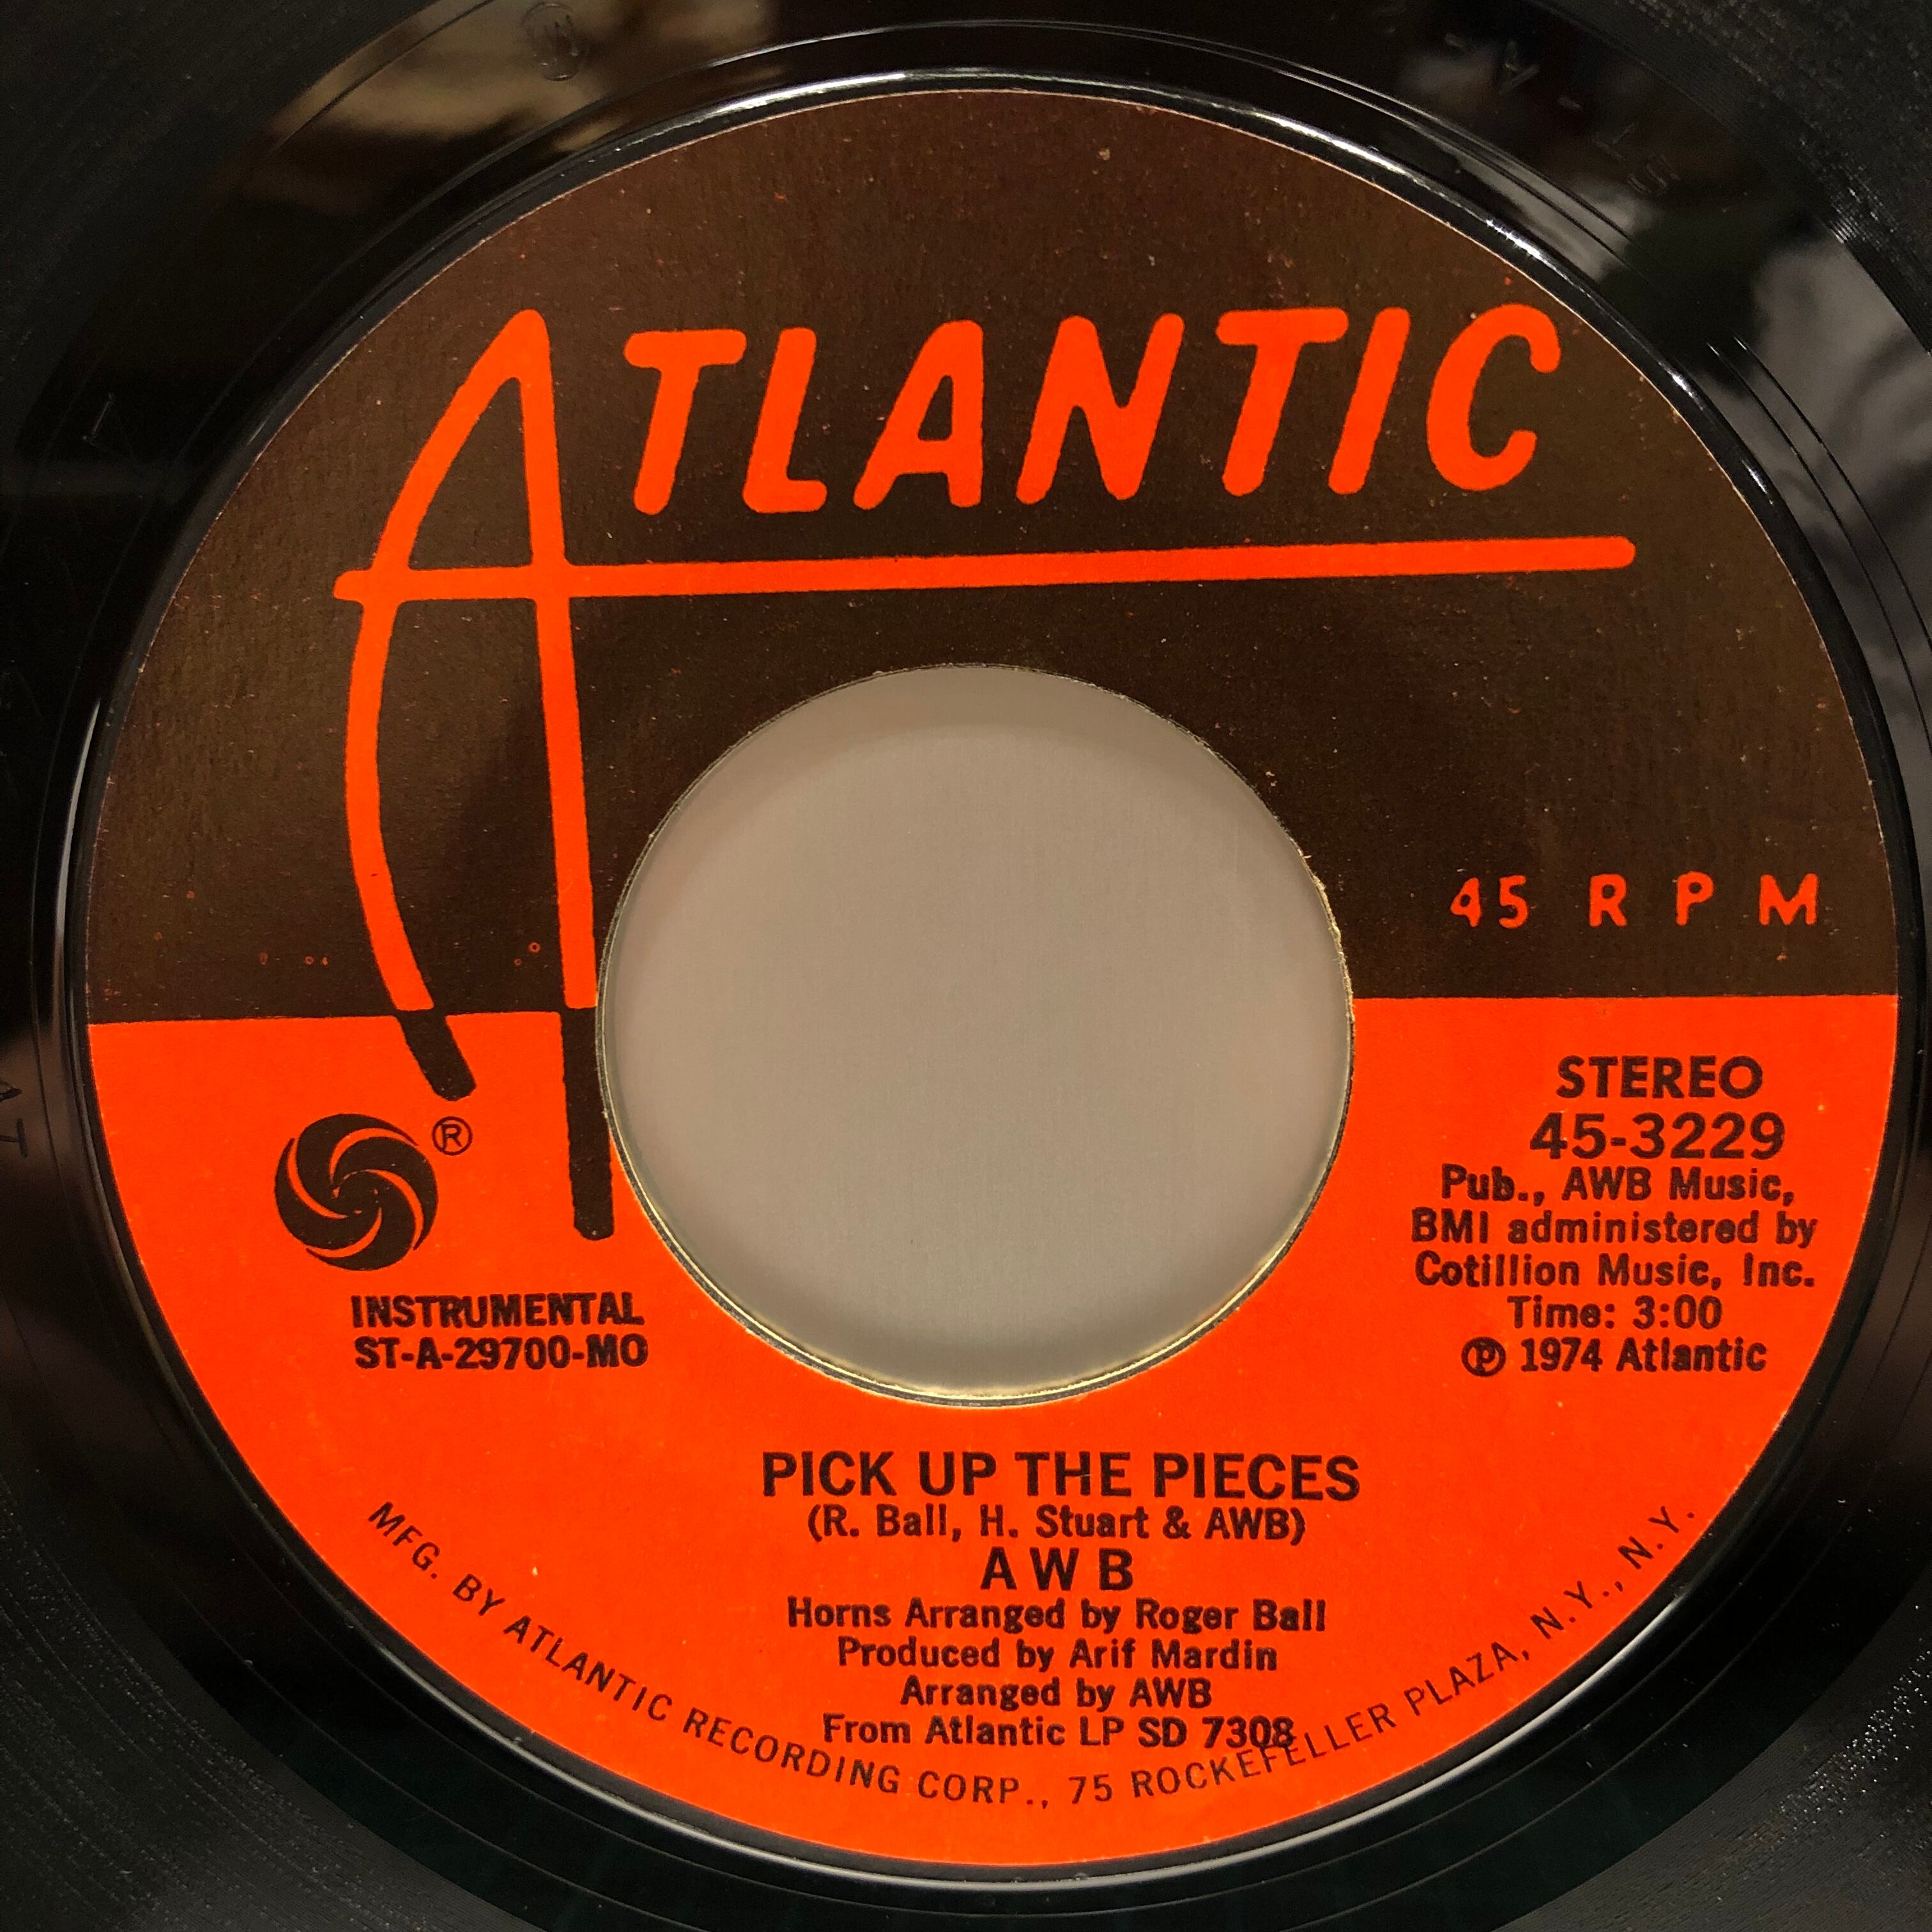 ATLANTIC
45 RPM
®
INSTRUMENTAL
ST-A-29700-MO
STEREO
45-3229
Pub., AWB Music,
BMI administered by
Cotillion Music, Inc.
Time: 3:00
℗ 1974 Atlantic
PICK UP THE PIECES
(R. Ball, H. Stuart & AWB)
AWB
Horns Arranged by Roger Ball
Produced by Arif Mardin
Arranged by AWB
From Atlantic LP SD 7308
MFG. BY ATLANTIC RECORDING CORP., 75 ROCKEFELLER PLAZA, N.Y., N.Y.